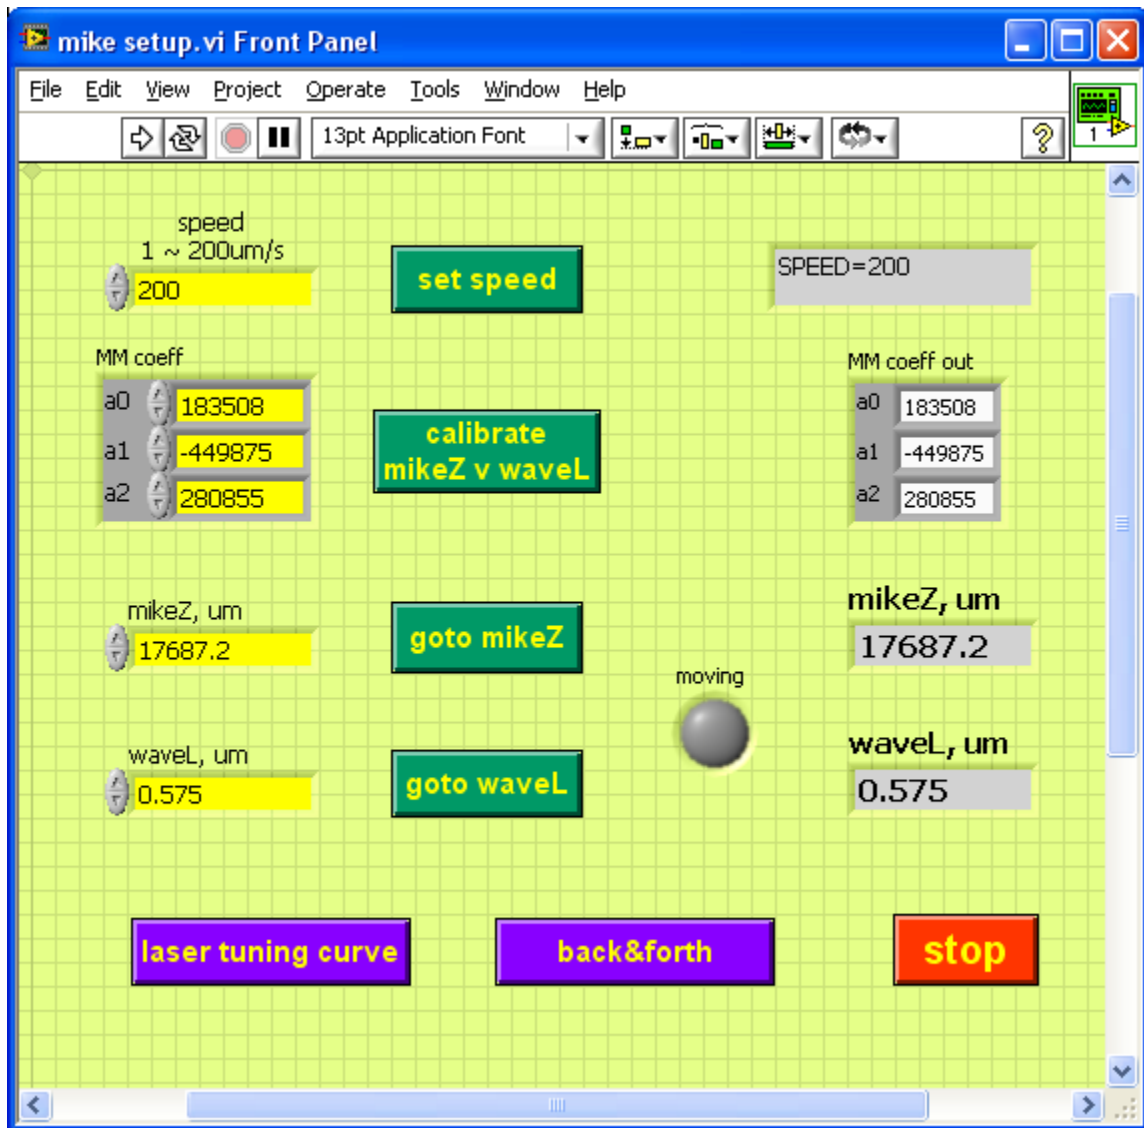 mike setup.vi Front Panel
File Edit View Project Operate Tools Window Help
13pt Application Font
?
1
speed
1 ~ 200um/s
200
set speed
SPEED=200
MM coeff
a0 183508
a1 -449875
a2 280855
calibrate
mikeZ v waveL
MM coeff out
a0 183508
a1 -449875
a2 280855
mikeZ, um
17687.2
goto mikeZ
mikeZ, um
17687.2
moving
waveL, um
0.575
goto waveL
waveL, um
0.575
laser tuning curve
back&forth
stop